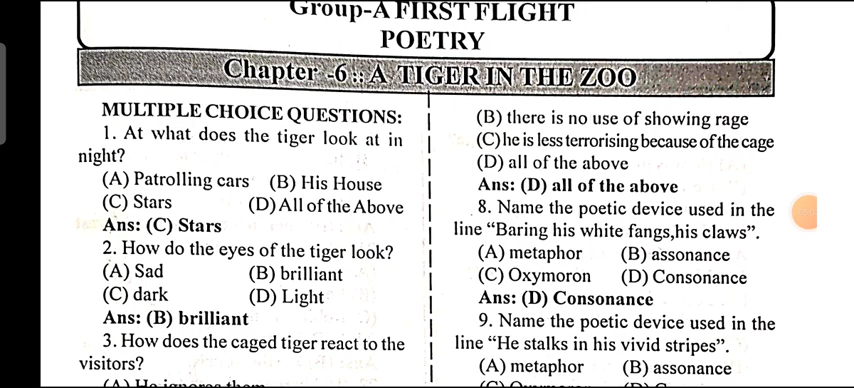 Group-A FIRST FLIGHT
POETRY
Chapter -6 :: A TIGER IN THE ZOO
MULTIPLE CHOICE QUESTIONS:
1. At what does the tiger look at in
night?
(A) Patrolling cars (B) His House
(C) Stars (D) All of the Above
Ans: (C) Stars
2. How do the eyes of the tiger look?
(A) Sad (B) brilliant
(C) dark (D) Light
Ans: (B) brilliant
3. How does the caged tiger react to the
visitors?
(A) He ignores them
(B) there is no use of showing rage
(C) he is less terrorising because of the cage
(D) all of the above
Ans: (D) all of the above
8. Name the poetic device used in the
line “Baring his white fangs,his claws”.
(A) metaphor (B) assonance
(C) Oxymoron (D) Consonance
Ans: (D) Consonance
9. Name the poetic device used in the
line “He stalks in his vivid stripes”.
(A) metaphor (B) assonance